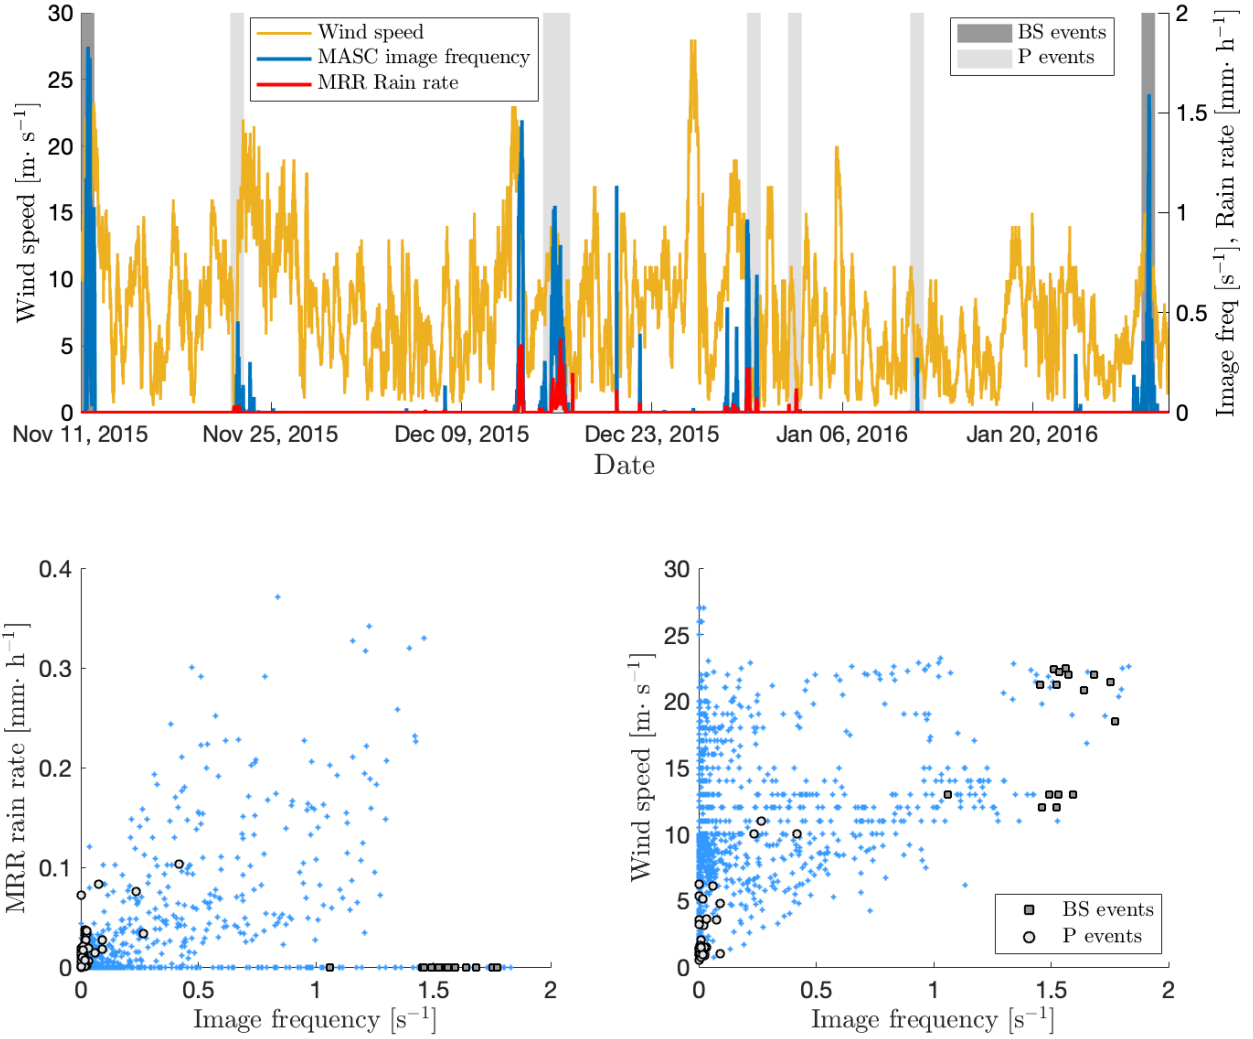 Wind speed
MASC image frequency
MRR Rain rate
BS events
P events
30
25
20
15
10
5
0
Wind speed [m· s⁻¹]
2
1.5
1
0.5
0
Image freq [s⁻¹], Rain rate [mm· h⁻¹]
Nov 11, 2015 Nov 25, 2015 Dec 09, 2015 Dec 23, 2015 Jan 06, 2016 Jan 20, 2016
Date
0.4
0.3
0.2
0.1
0
MRR rain rate [mm· h⁻¹]
0 0.5 1 1.5 2
Image frequency [s⁻¹]
30
25
20
15
10
5
0
Wind speed [m· s⁻¹]
BS events
P events
0 0.5 1 1.5 2
Image frequency [s⁻¹]